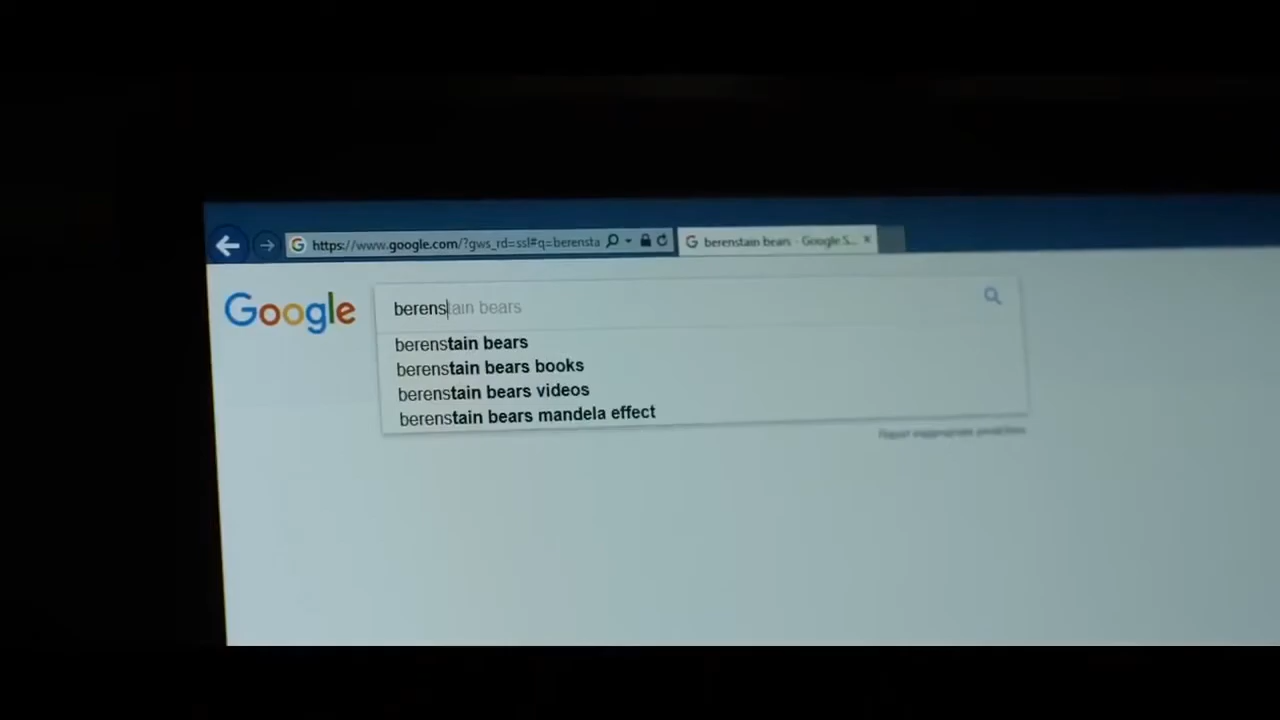 https://www.google.com/?gws_rd=ssl#q=berensta
berenstain bears - Google S...
Google
berenstain bears
berenstain bears
berenstain bears books
berenstain bears videos
berenstain bears mandela effect